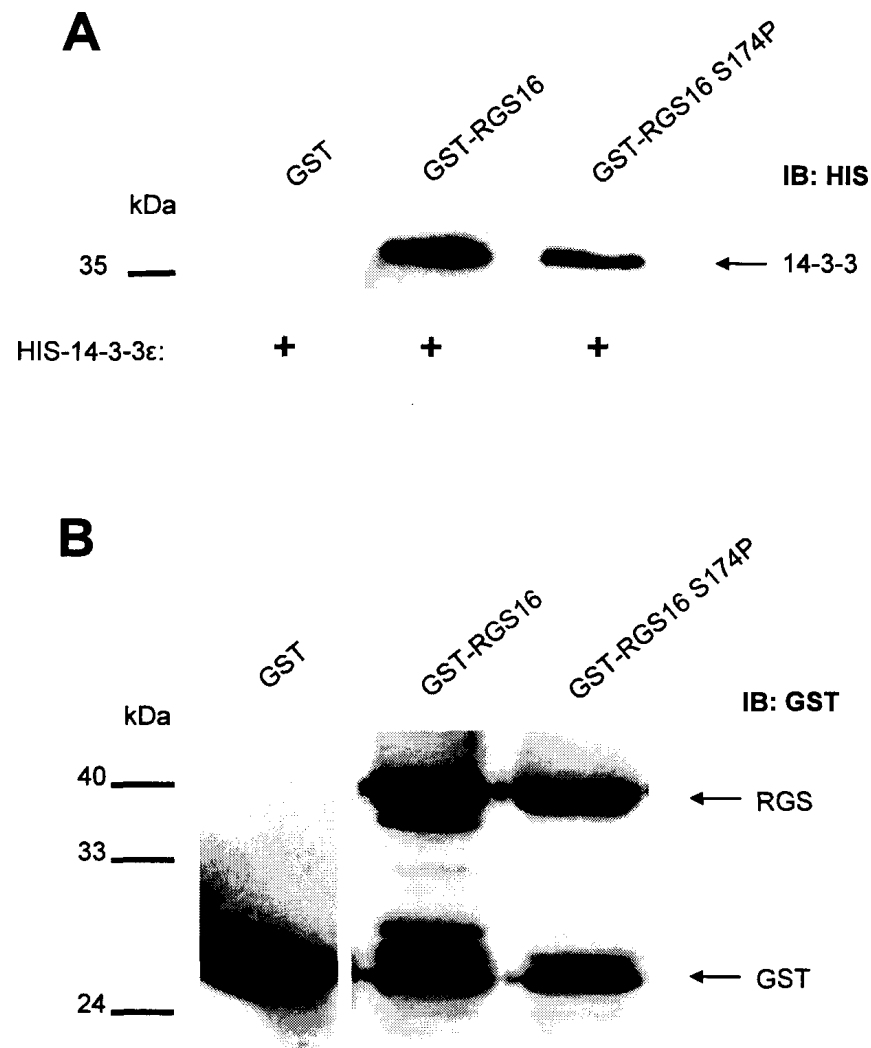 A
GST
GST-RGS16
GST-RGS16 S174P
IB: HIS
kDa
35
14-3-3
HIS-14-3-3ε: + + +
B
GST
GST-RGS16
GST-RGS16 S174P
IB: GST
kDa
40
RGS
33
GST
24